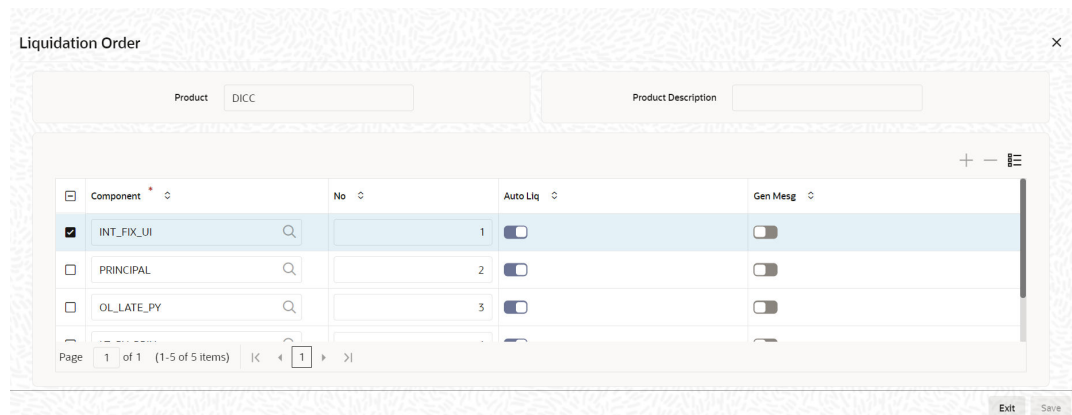 Liquidation Order
Product DICC Product Description
Component * No Auto Liq Gen Mesg
INT_FIX_UI 1
PRINCIPAL 2
OL_LATE_PY 3
Page 1 of 1 (1-5 of 5 items) 1
Exit Save